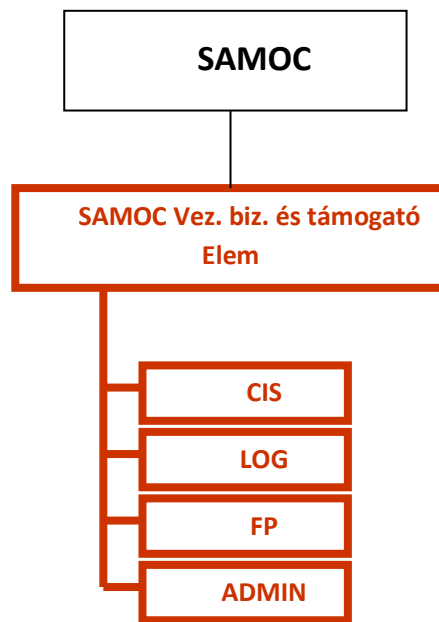 SAMOC
SAMOC Vez. biz. és támogató
Elem
CIS
LOG
FP
ADMIN